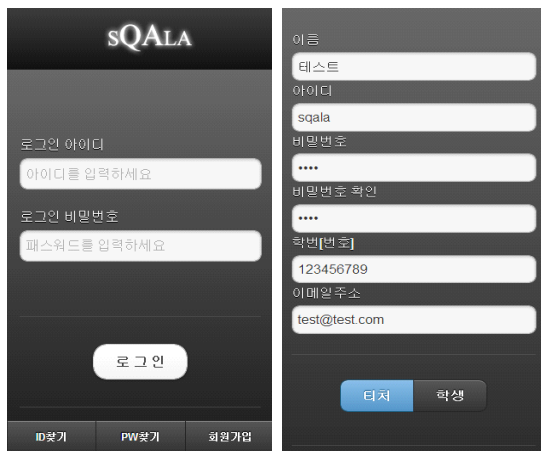 sQALA
로그인 아이디
아이디를 입력하세요
로그인 비밀번호
패스워드를 입력하세요
로그인
ID찾기 PW찾기 회원가입
이름
테스트
아이디
sqala
비밀번호
••••
비밀번호 확인
••••
학번[번호]
123456789
이메일주소
test@test.com
티처 학생